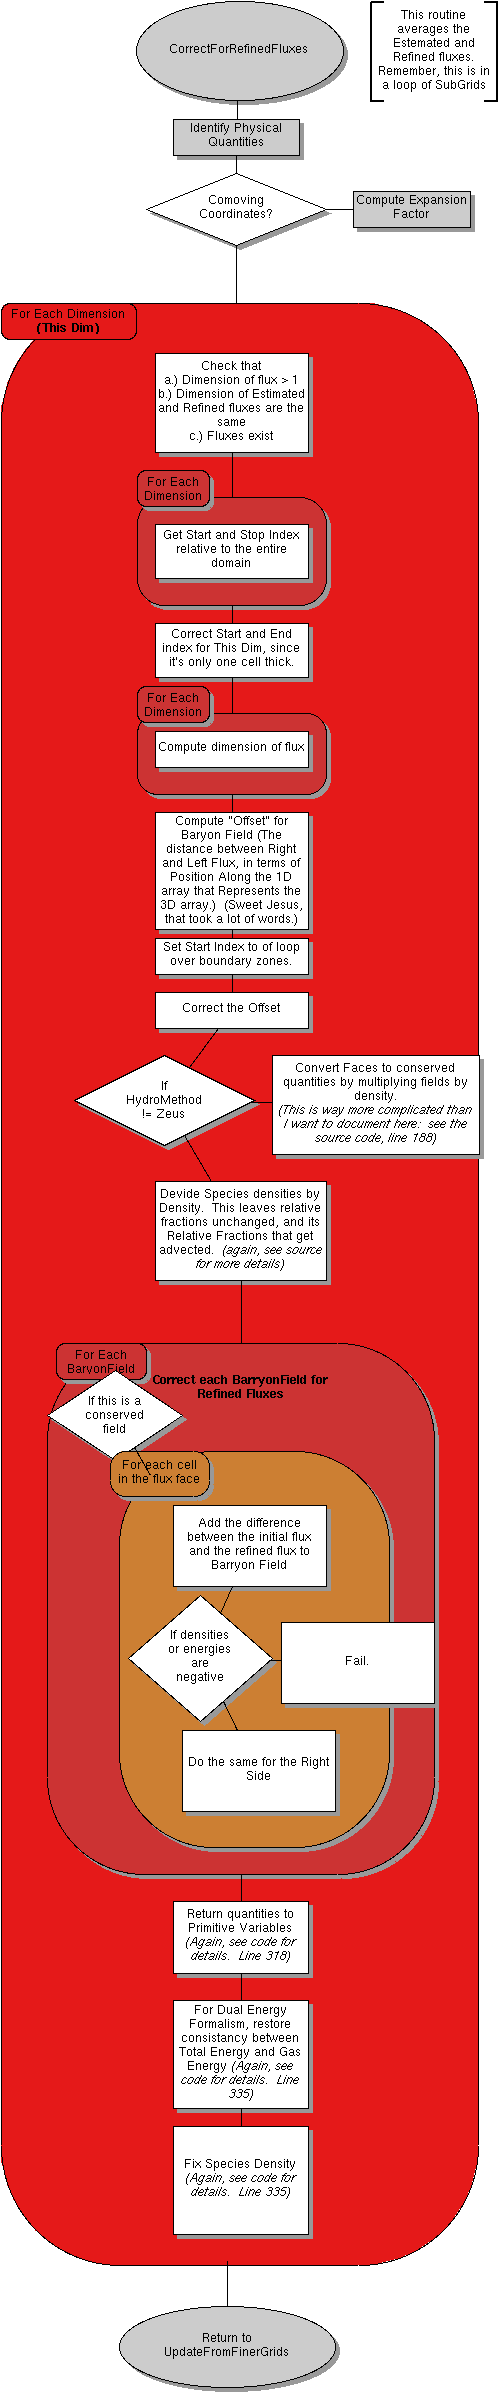 CorrectForRefinedFluxes
This routine
averages the
Estemated and
Refined fluxes.
Remember, this is in
a loop of SubGrids
Identify Physical
Quantities
Comoving
Coordinates?
Compute Expansion
Factor
For Each Dimension
(This Dim)
Check that
a.) Dimension of flux > 1
b.) Dimension of Estimated
and Refined fluxes are the
same
c.) Fluxes exist
For Each
Dimension
Get Start and Stop Index
relative to the entire
domain
Correct Start and End
index for This Dim, since
it's only one cell thick.
For Each
Dimension
Compute dimension of flux
Compute "Offset" for
Baryon Field (The
distance between Right
and Left Flux, in terms of
Position Along the 1D
array that Represents the
3D array.)  (Sweet Jesus,
that took a lot of words.)
Set Start Index to of loop
over boundary zones.
Correct the Offset
If
HydroMethod
!= Zeus
Convert Faces to conserved
quantities by multiplying fields by
density.
(This is way more complicated than
I want to document here:  see the
source code, line 188)
Devide Species densities by
Density.  This leaves relative
fractions unchanged, and its
Relative Fractions that get
advected.  (again, see source
for more details)
For Each
BaryonField
Correct each BarryonField for
Refined Fluxes
If this is a
conserved
field
For each cell
in the flux face
Add the difference
between the initial flux
and the refined flux to
Barryon Field
If densities
or energies
are
negative
Fail.
Do the same for the Right
Side
Return quantities to
Primitive Variables
(Again, see code for
details.  Line 318)
For Dual Energy
Formalism, restore
consistancy between
Total Energy and Gas
Energy (Again, see
code for details.  Line
335)
Fix Species Density
(Again, see code for
details.  Line 335)
Return to
UpdateFromFinerGrids